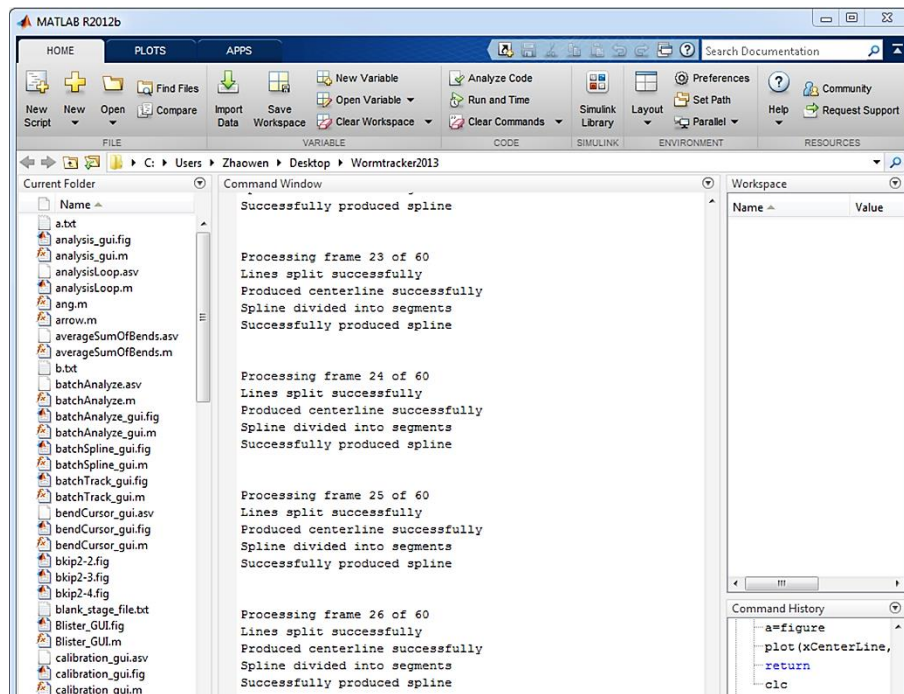 MATLAB R2012b
HOME PLOTS APPS Search Documentation
New Script New Open Find Files Compare Import Data Save Workspace New Variable Open Variable Clear Workspace Analyze Code Run and Time Clear Commands Simulink Library Layout Preferences Set Path Parallel Help Community Request Support
FILE VARIABLE CODE SIMULINK ENVIRONMENT RESOURCES
C: Users Zhaowen Desktop Wormtracker2013
Current Folder
Name
a.txt
analysis_gui.fig
analysis_gui.m
analysisLoop.asv
analysisLoop.m
ang.m
arrow.m
averageSumOfBends.asv
averageSumOfBends.m
b.txt
batchAnalyze.asv
batchAnalyze.m
batchAnalyze_gui.fig
batchAnalyze_gui.m
batchSpline_gui.fig
batchSpline_gui.m
batchTrack_gui.fig
batchTrack_gui.m
bendCursor_gui.asv
bendCursor_gui.fig
bendCursor_gui.m
bkip2-2.fig
bkip2-3.fig
bkip2-4.fig
blank_stage_file.txt
Blister_GUI.fig
Blister_GUI.m
calibration_gui.asv
calibration_gui.fig
calibration_gui.m
Command Window
Successfully produced spline
Processing frame 23 of 60
Lines split successfully
Produced centerline successfully
Spline divided into segments
Successfully produced spline
Processing frame 24 of 60
Lines split successfully
Produced centerline successfully
Spline divided into segments
Successfully produced spline
Processing frame 25 of 60
Lines split successfully
Produced centerline successfully
Spline divided into segments
Successfully produced spline
Processing frame 26 of 60
Lines split successfully
Produced centerline successfully
Spline divided into segments
Successfully produced spline
Workspace
Name Value
Command History
a=figure
plot(xCenterLine,
return
clc